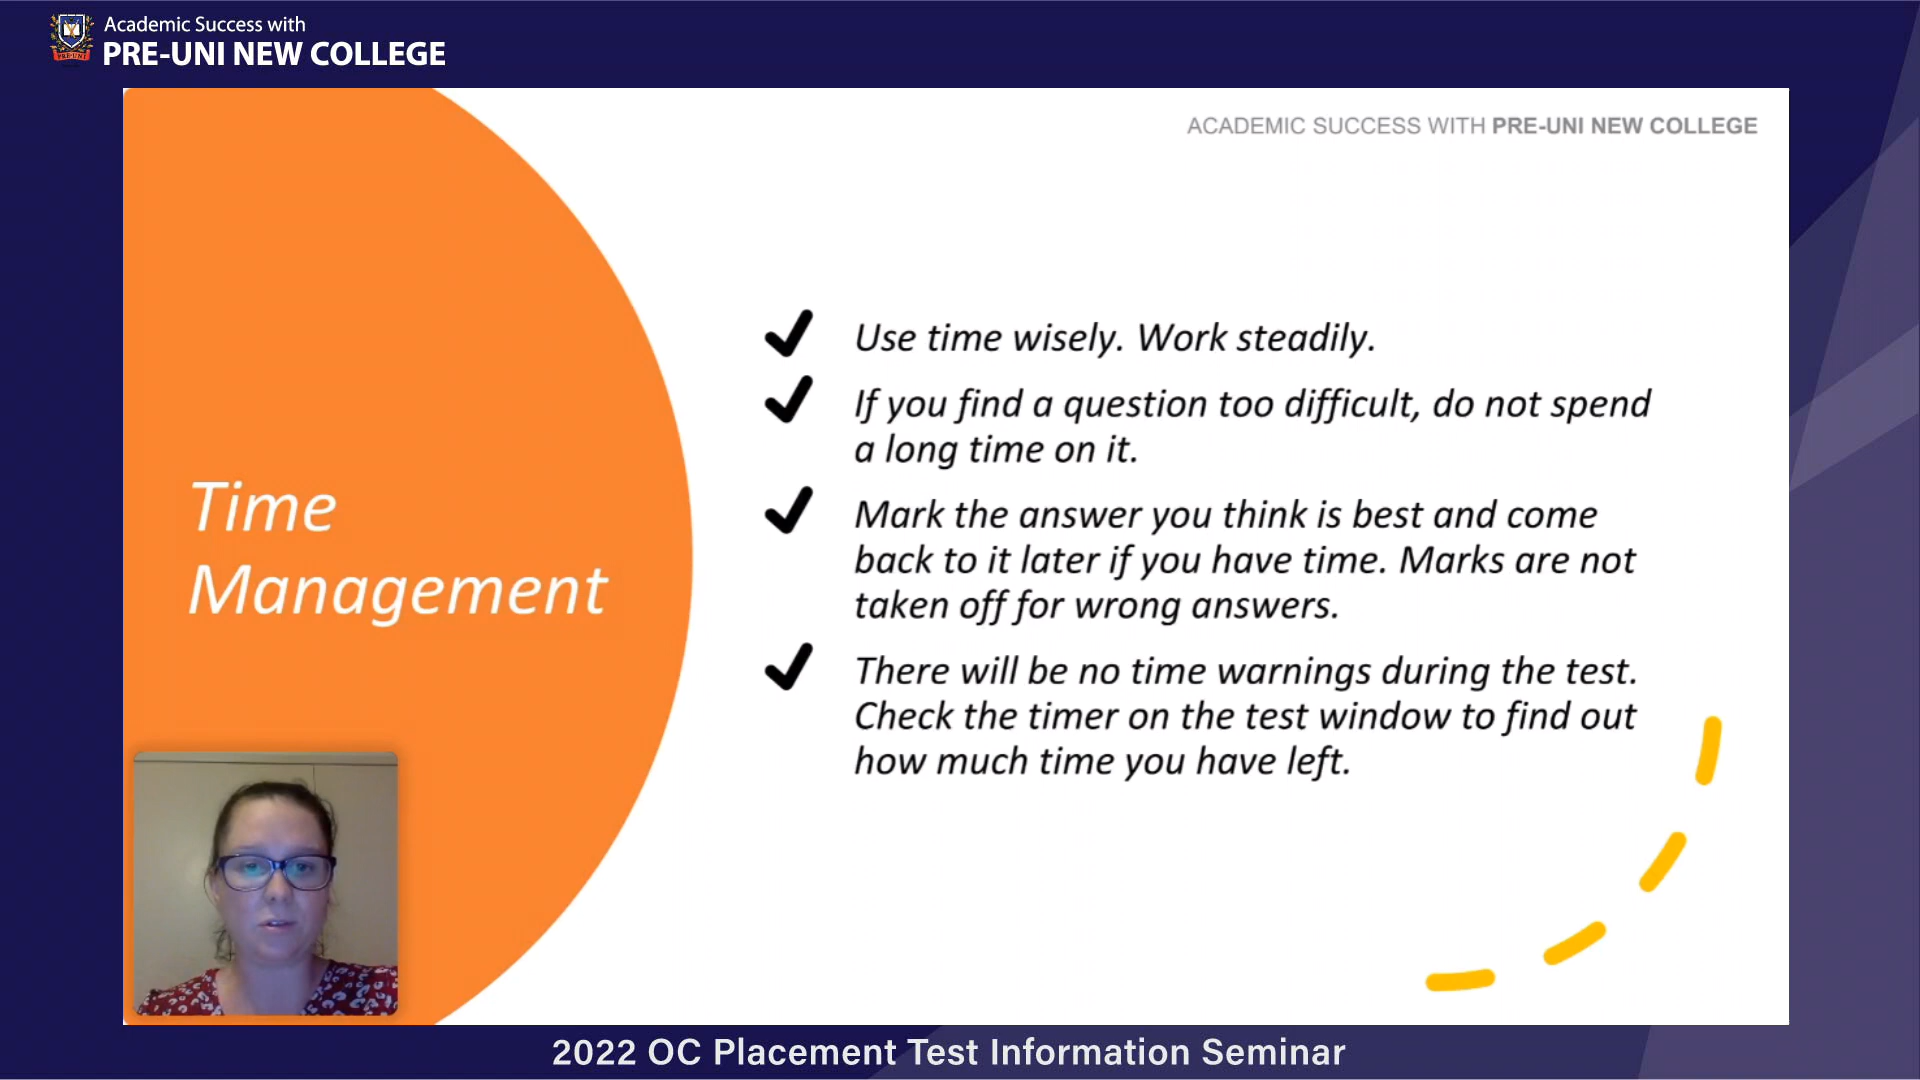 Academic Success with
PRE-UNI NEW COLLEGE
ACADEMIC SUCCESS WITH PRE-UNI NEW COLLEGE
Time
Management
Use time wisely. Work steadily.
If you find a question too difficult, do not spend
a long time on it.
Mark the answer you think is best and come
back to it later if you have time. Marks are not
taken off for wrong answers.
There will be no time warnings during the test.
Check the timer on the test window to find out
how much time you have left.
2022 OC Placement Test Information Seminar